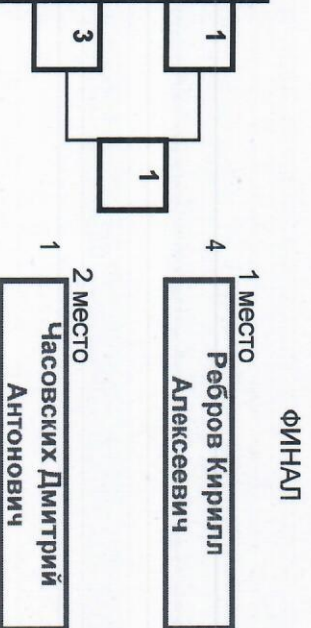 ФИНАЛ
1 место
1 4 Ребров Кирилл
Алексеевич
1
3 2 место
1 Часовских Дмитрий
Антонович